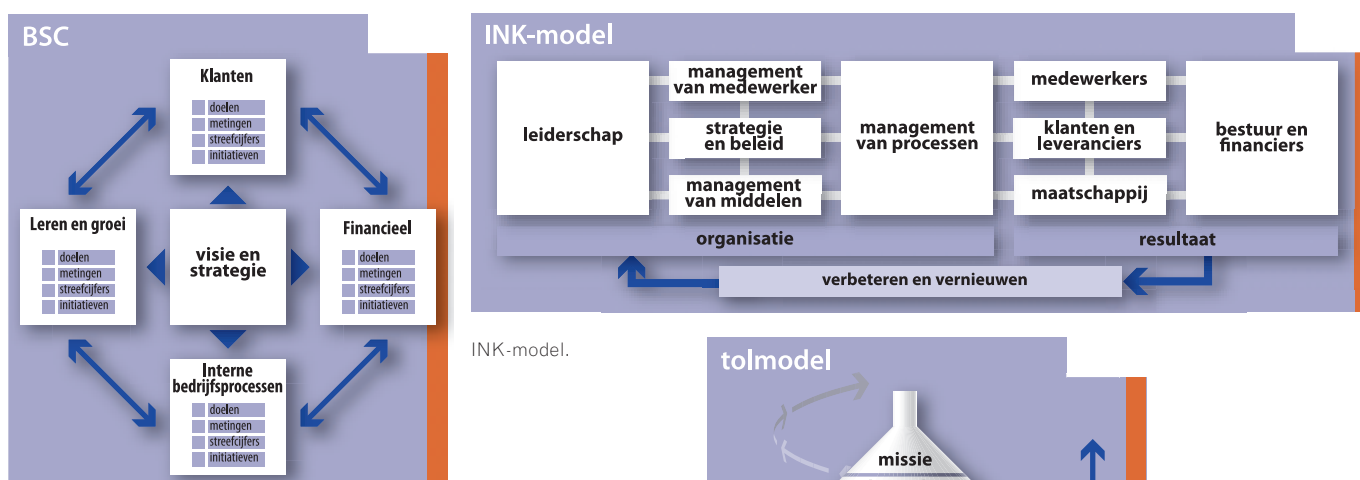 BSC
Klanten
doelen
metingen
streefcijfers
initiatieven
Leren en groei
doelen
metingen
streefcijfers
initiatieven
visie en
strategie
Financieel
doelen
metingen
streefcijfers
initiatieven
Interne
bedrijfsprocessen
doelen
metingen
streefcijfers
initiatieven
INK-model
leiderschap
management
van medewerker
strategie
en beleid
management
van middelen
management
van processen
medewerkers
klanten en
leveranciers
maatschappij
bestuur en
financiers
organisatie
resultaat
verbeteren en vernieuwen
INK-model.
tolmodel
missie